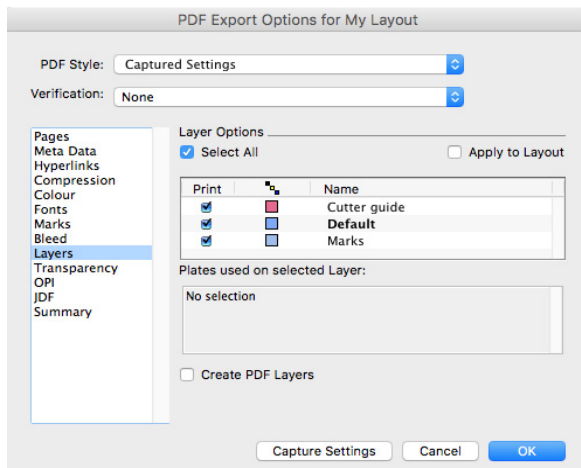 PDF Export Options for My Layout
PDF Style: Captured Settings
Verification: None
Pages
Meta Data
Hyperlinks
Compression
Colour
Fonts
Marks
Bleed
Layers
Transparency
OPI
JDF
Summary
Layer Options
Select All
Apply to Layout
Print Name
Cutter guide
Default
Marks
Plates used on selected Layer:
No selection
Create PDF Layers
Capture Settings Cancel OK